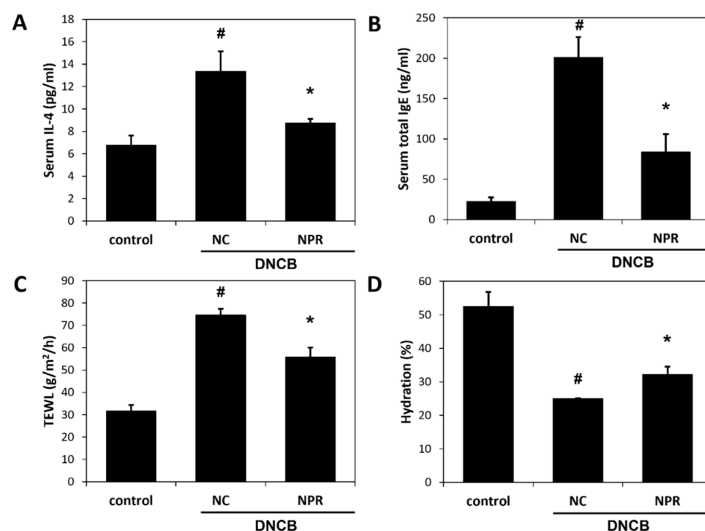 A
Serum IL-4 (pg/ml)
18
16
14
12
10
8
6
4
2
0
#
*
control
NC
NPR
DNCB
B
Serum total IgE (ng/ml)
250
200
150
100
50
0
#
*
control
NC
NPR
DNCB
C
TEWL (g/m²/h)
90
80
70
60
50
40
30
20
10
0
#
*
control
NC
NPR
DNCB
D
Hydration (%)
60
50
40
30
20
10
0
#
*
control
NC
NPR
DNCB